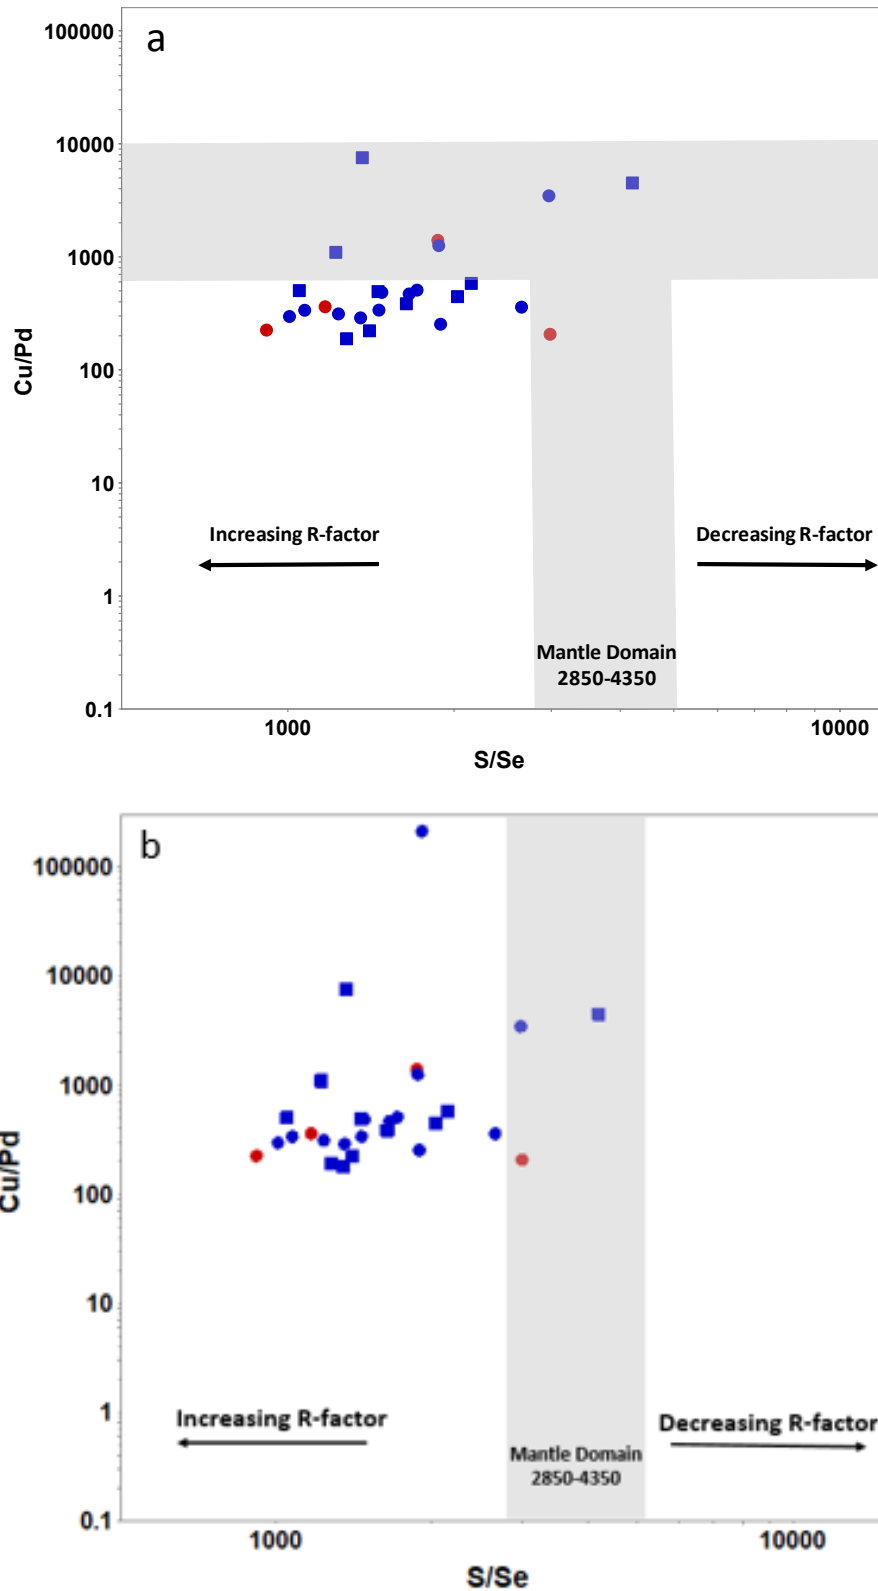 a
100000
10000
1000
100
10
1
0.1
Cu/Pd
Increasing R-factor
Decreasing R-factor
Mantle Domain
2850-4350
1000
10000
S/Se
b
100000
10000
1000
100
10
1
0.1
Cu/Pd
Increasing R-factor
Decreasing R-factor
Mantle Domain
2850-4350
1000
10000
S/Se